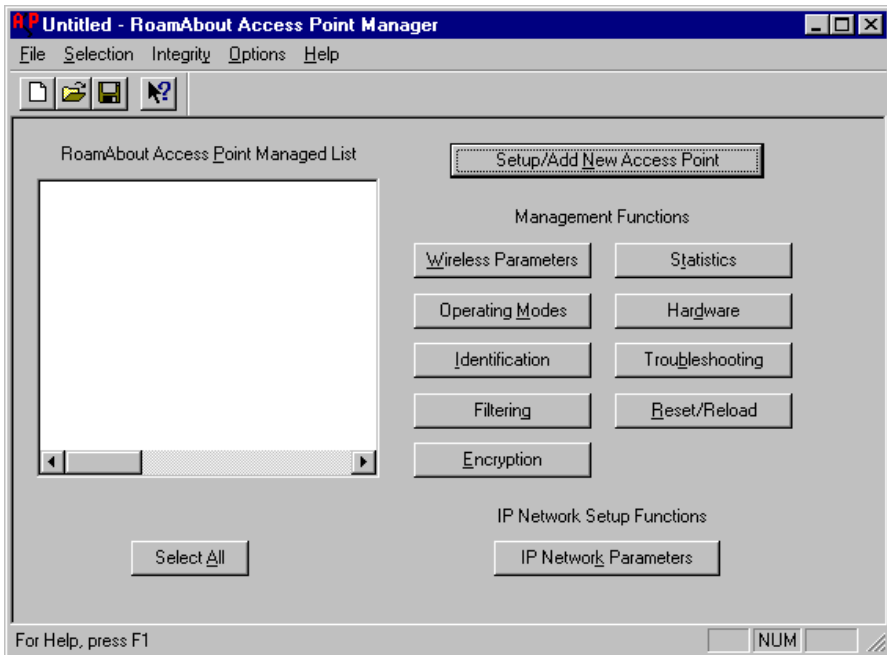 AP Untitled - RoamAbout Access Point Manager
File Selection Integrity Options Help
RoamAbout Access Point Managed List
Setup/Add New Access Point
Management Functions
Wireless Parameters
Statistics
Operating Modes
Hardware
Identification
Troubleshooting
Filtering
Reset/Reload
Encryption
IP Network Setup Functions
Select All
IP Network Parameters
For Help, press F1
NUM